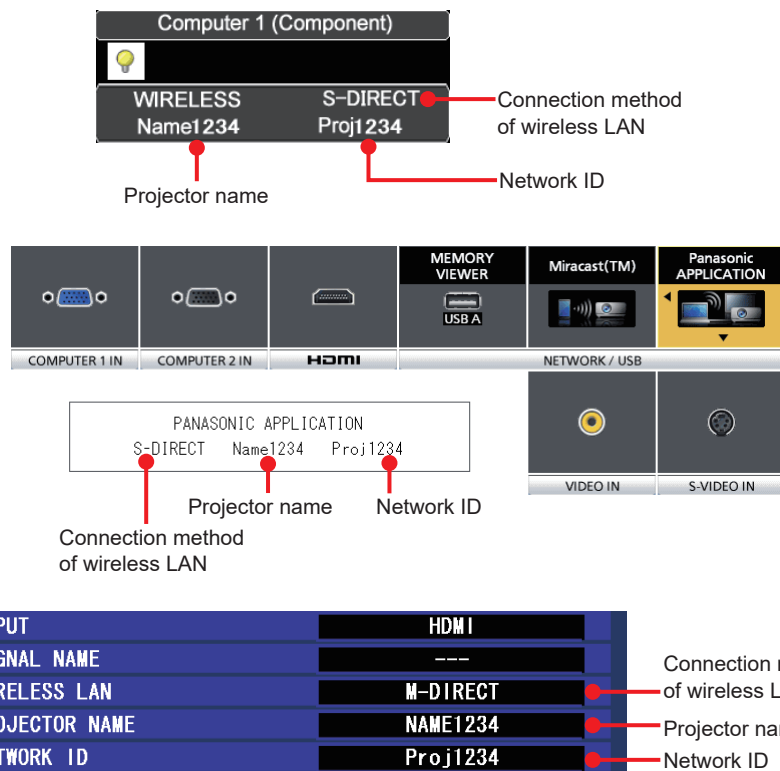 Computer 1 (Component)
WIRELESS S-DIRECT
Name1234 Proj1234
Connection method
of wireless LAN
Network ID
Projector name
MEMORY
VIEWER
Miracast(TM)
Panasonic
APPLICATION
USB A
COMPUTER 1 IN COMPUTER 2 IN HDMI NETWORK / USB
PANASONIC APPLICATION
S-DIRECT Name1234 Proj1234
VIDEO IN S-VIDEO IN
Projector name Network ID
Connection method
of wireless LAN
PUT HDMI
GNAL NAME ---
RELESS LAN M-DIRECT
OJECTOR NAME NAME1234
TWORK ID Proj1234
Connection
of wireless L
Projector na
Network ID